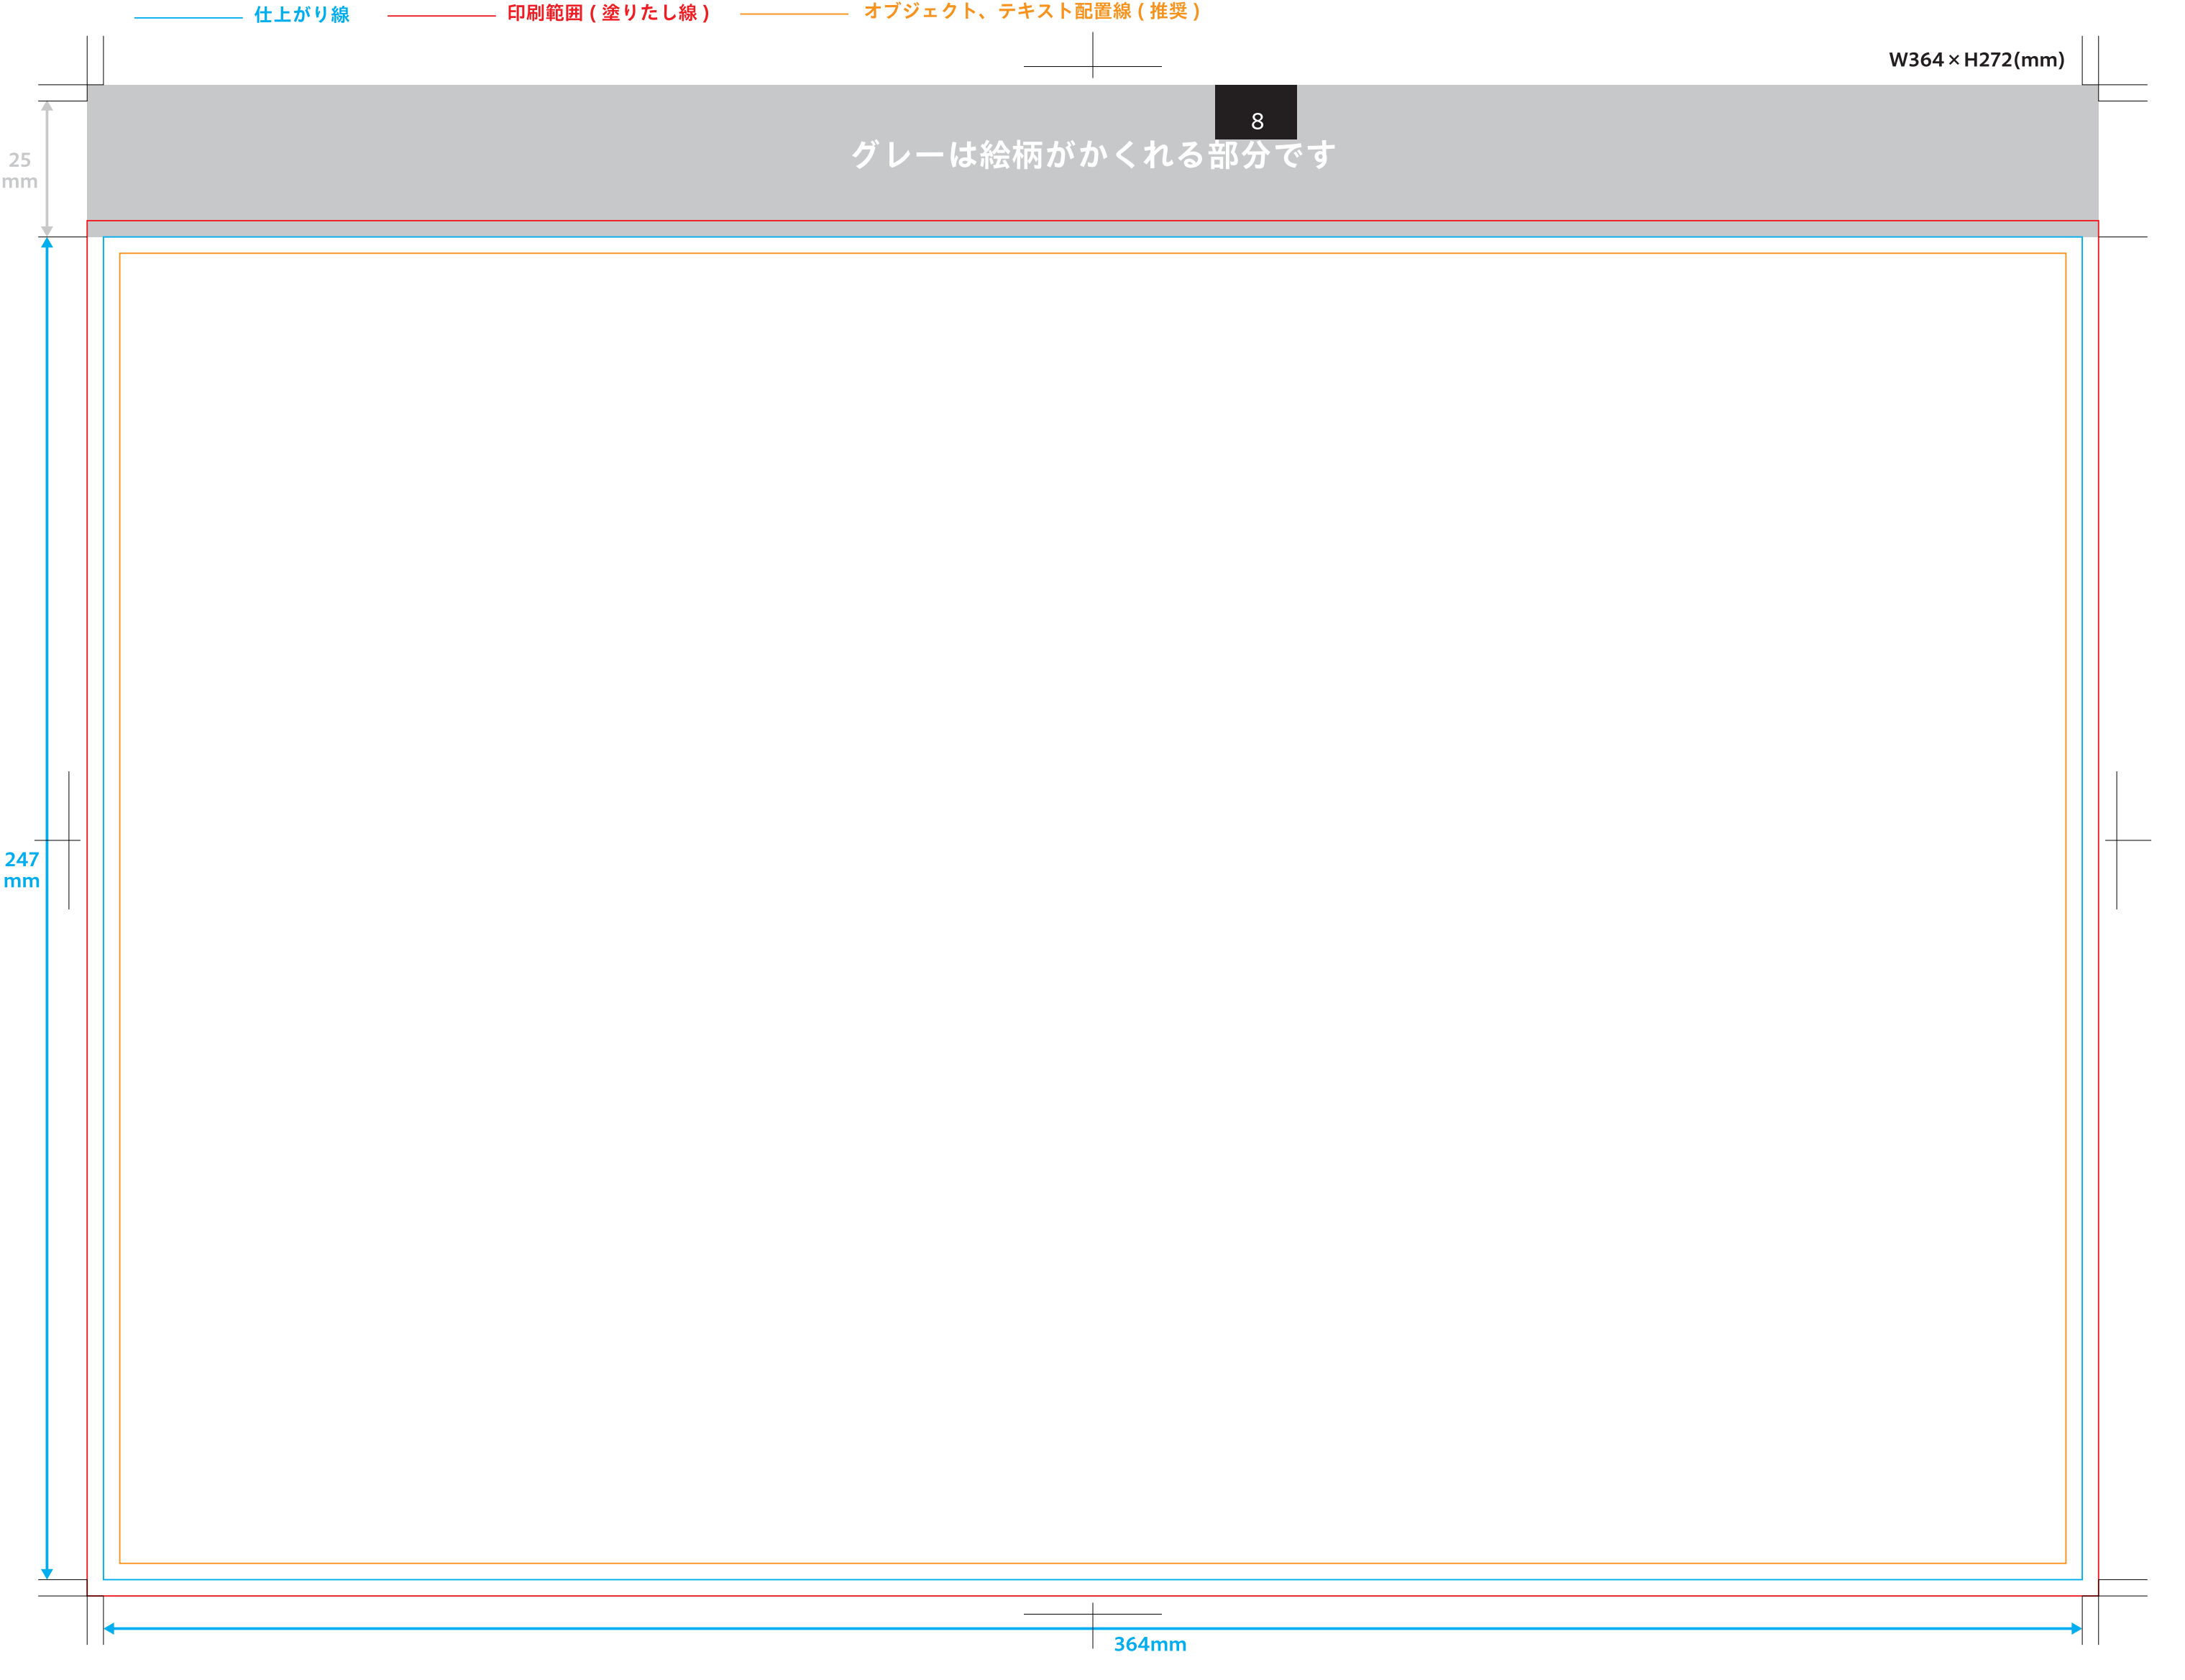 仕上がり線
印刷範囲 ( 塗りたし線 )
オブジェクト、テキスト配置線 ( 推奨 )
W364×H272(mm)
8
グレーは絵柄ががかくれる部分です
25
mm
247
mm
364mm